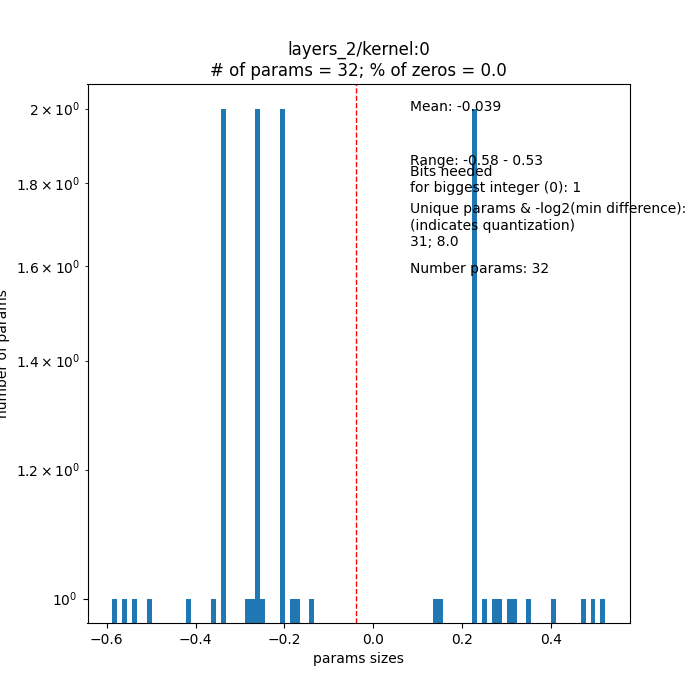 layers_2/kernel:0
# of params = 32; % of zeros = 0.0
2 × 10⁰
1.8 × 10⁰
1.6 × 10⁰
1.4 × 10⁰
1.2 × 10⁰
10⁰
number of params
Mean: -0.039
Range: -0.58 - 0.53
Bits needed
for biggest integer (0): 1
Unique params & -log2(min difference):
(indicates quantization)
31; 8.0
Number params: 32
−0.6 −0.4 −0.2 0.0 0.2 0.4
params sizes